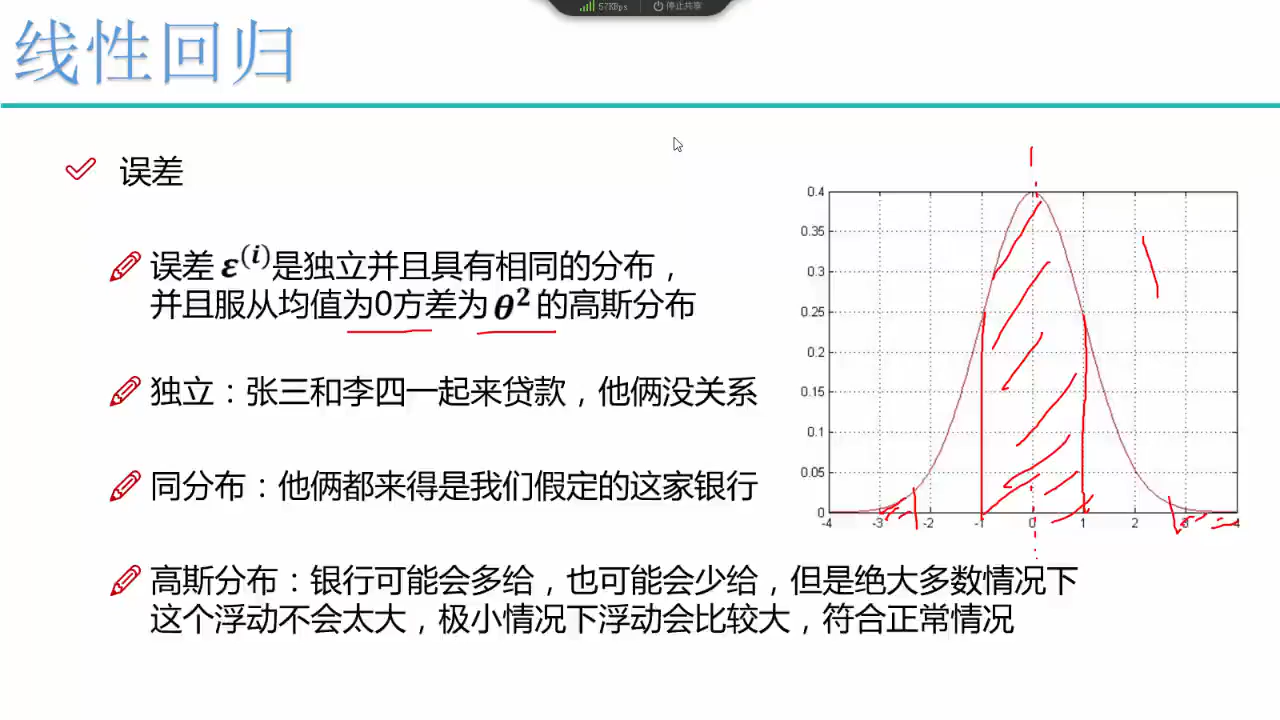 57KBps 停止共享
线性回归
误差
误差 ε⁽ⁱ⁾是独立并且具有相同的分布，
并且服从均值为0方差为 θ² 的高斯分布
独立：张三和李四一起来贷款，他俩没关系
同分布：他俩都来得是我们假定的这家银行
高斯分布：银行可能会多给，也可能会少给，但是绝大多数情况下
这个浮动不会太大，极小情况下浮动会比较大，符合正常情况
0.4
0.35
0.3
0.25
0.2
0.15
0.1
0.05
0
-4 -3 -2 -1 0 1 2 3 4